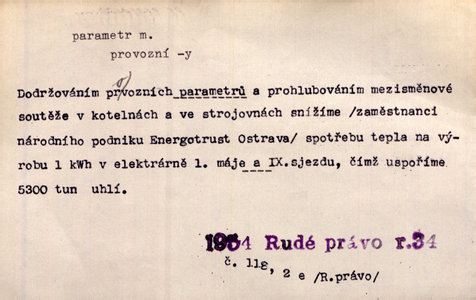 parametr m.
provozní -y
Dodržováním provozních parametrů a prohlubováním mezisměnové
soutěže v kotelnách a ve strojovnách snížíme /zaměstnanci
národního podniku Energotrust Ostrava/ spotřebu tepla na vý-
robu 1 kWh v elektrárně 1. máje a IX.sjezdu, čímž uspoříme
5300 tun uhlí.
1954 Rudé právo r.34
č. 118, 2 e /R.právo/